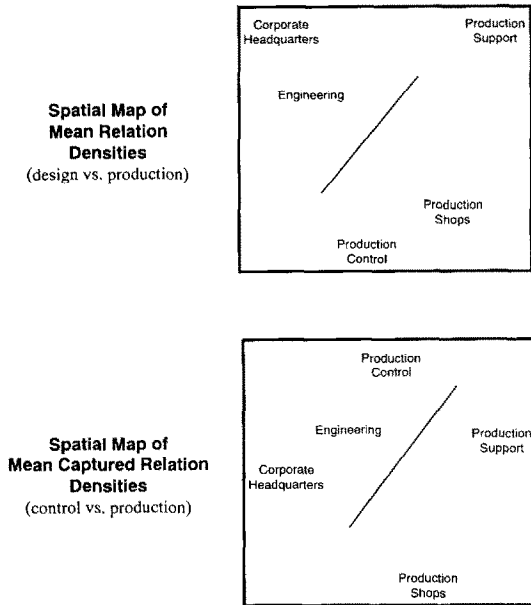 Spatial Map of
Mean Relation
Densities
(design vs. production)
Corporate
Headquarters
Production
Support
Engineering
Production
Shops
Production
Control
Spatial Map of
Mean Captured Relation
Densities
(control vs. production)
Production
Control
Engineering
Production
Support
Corporate
Headquarters
Production
Shops